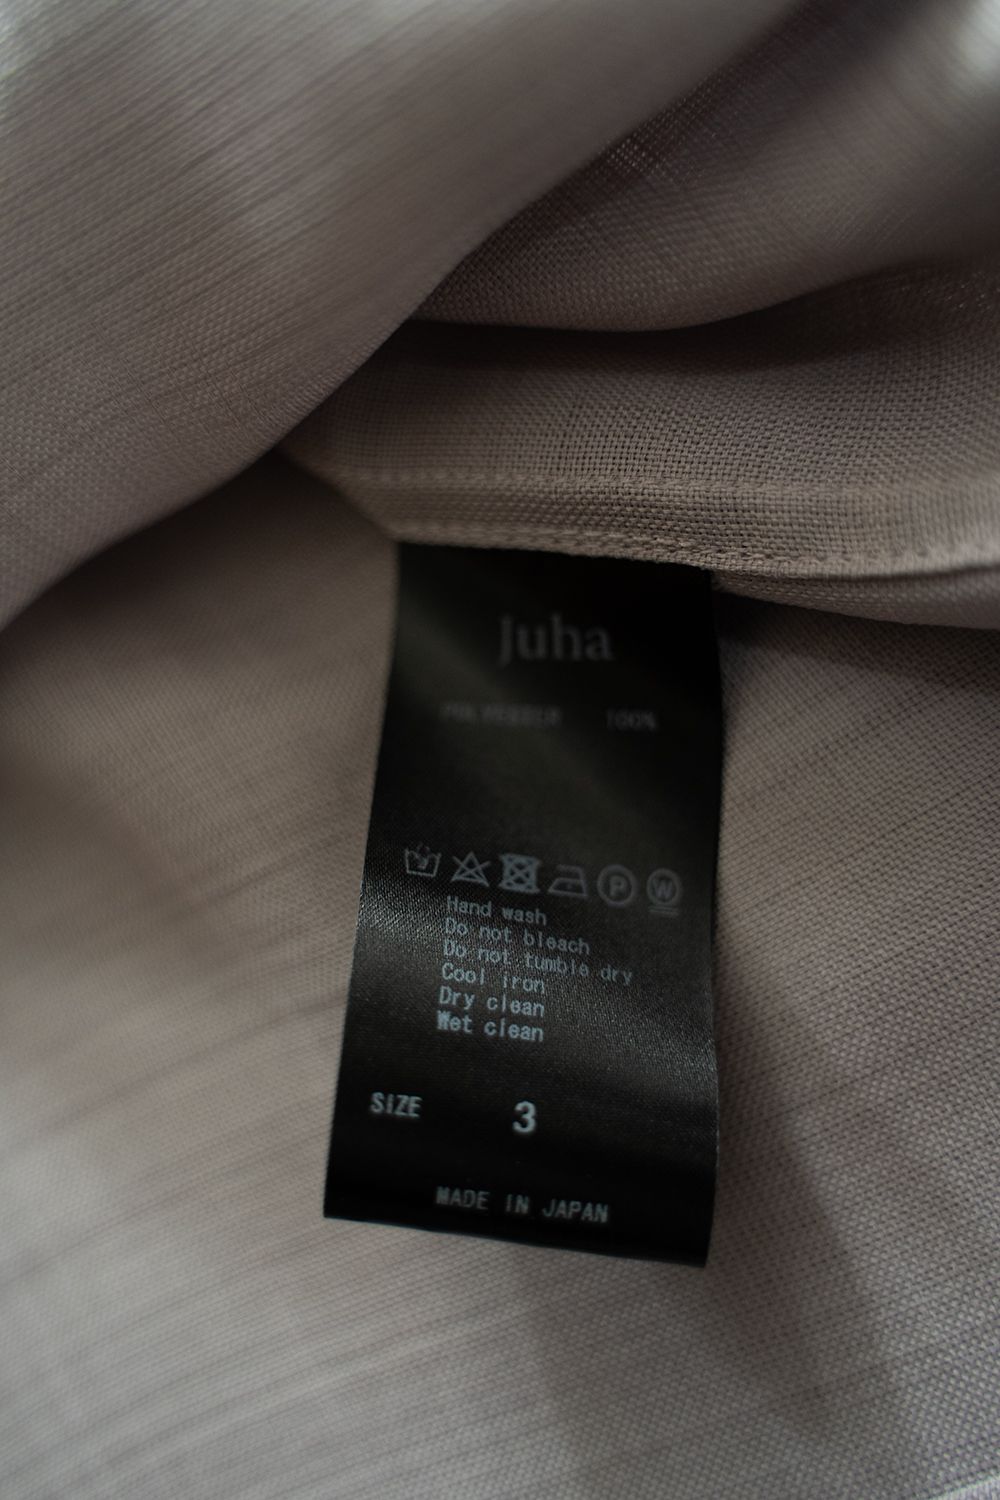 Juha
POLYESTER 100%
P W
Hand wash
Do not bleach
Do not tumble dry
Cool iron
Dry clean
Wet clean
SIZE 3
MADE IN JAPAN